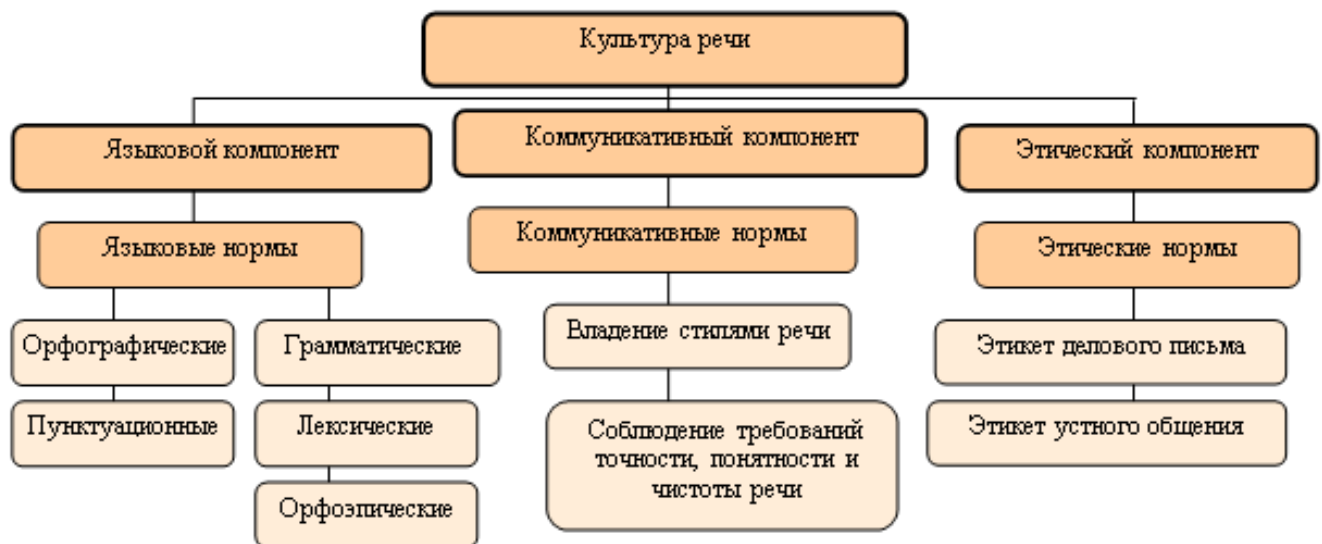 Культура речи
Языковой компонент
Коммуникативный компонент
Этический компонент
Языковые нормы
Коммуникативные нормы
Этические нормы
Орфографические
Грамматические
Владение стилями речи
Этикет делового письма
Пунктуационные
Лексические
Соблюдение требований
точности, понятности и
чистоты речи
Этикет устного общения
Орфоэпические